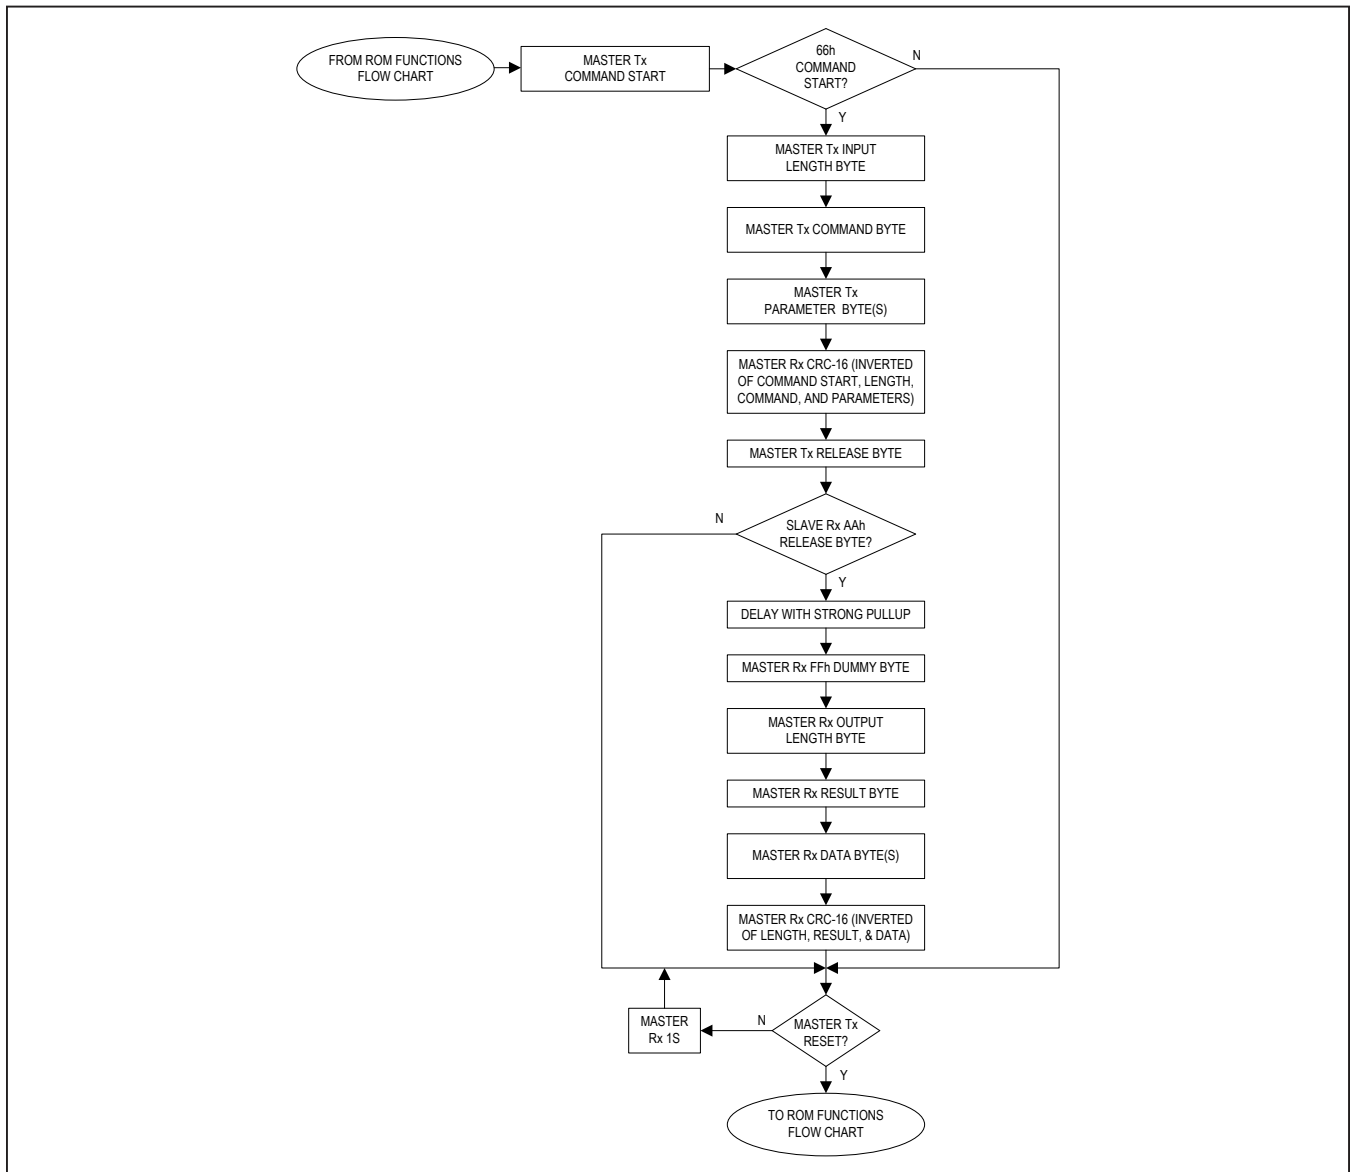 FROM ROM FUNCTIONS
FLOW CHART
MASTER Tx
COMMAND START
66h
COMMAND
START?
N
Y
MASTER Tx INPUT
LENGTH BYTE
MASTER Tx COMMAND BYTE
MASTER Tx
PARAMETER BYTE(S)
MASTER Rx CRC-16 (INVERTED
OF COMMAND START, LENGTH,
COMMAND, AND PARAMETERS)
MASTER Tx RELEASE BYTE
SLAVE Rx AAh
RELEASE BYTE?
N
Y
DELAY WITH STRONG PULLUP
MASTER Rx FFh DUMMY BYTE
MASTER Rx OUTPUT
LENGTH BYTE
MASTER Rx RESULT BYTE
MASTER Rx DATA BYTE(S)
MASTER Rx CRC-16 (INVERTED
OF LENGTH, RESULT, & DATA)
MASTER
Rx 1S
N
MASTER Tx
RESET?
Y
TO ROM FUNCTIONS
FLOW CHART